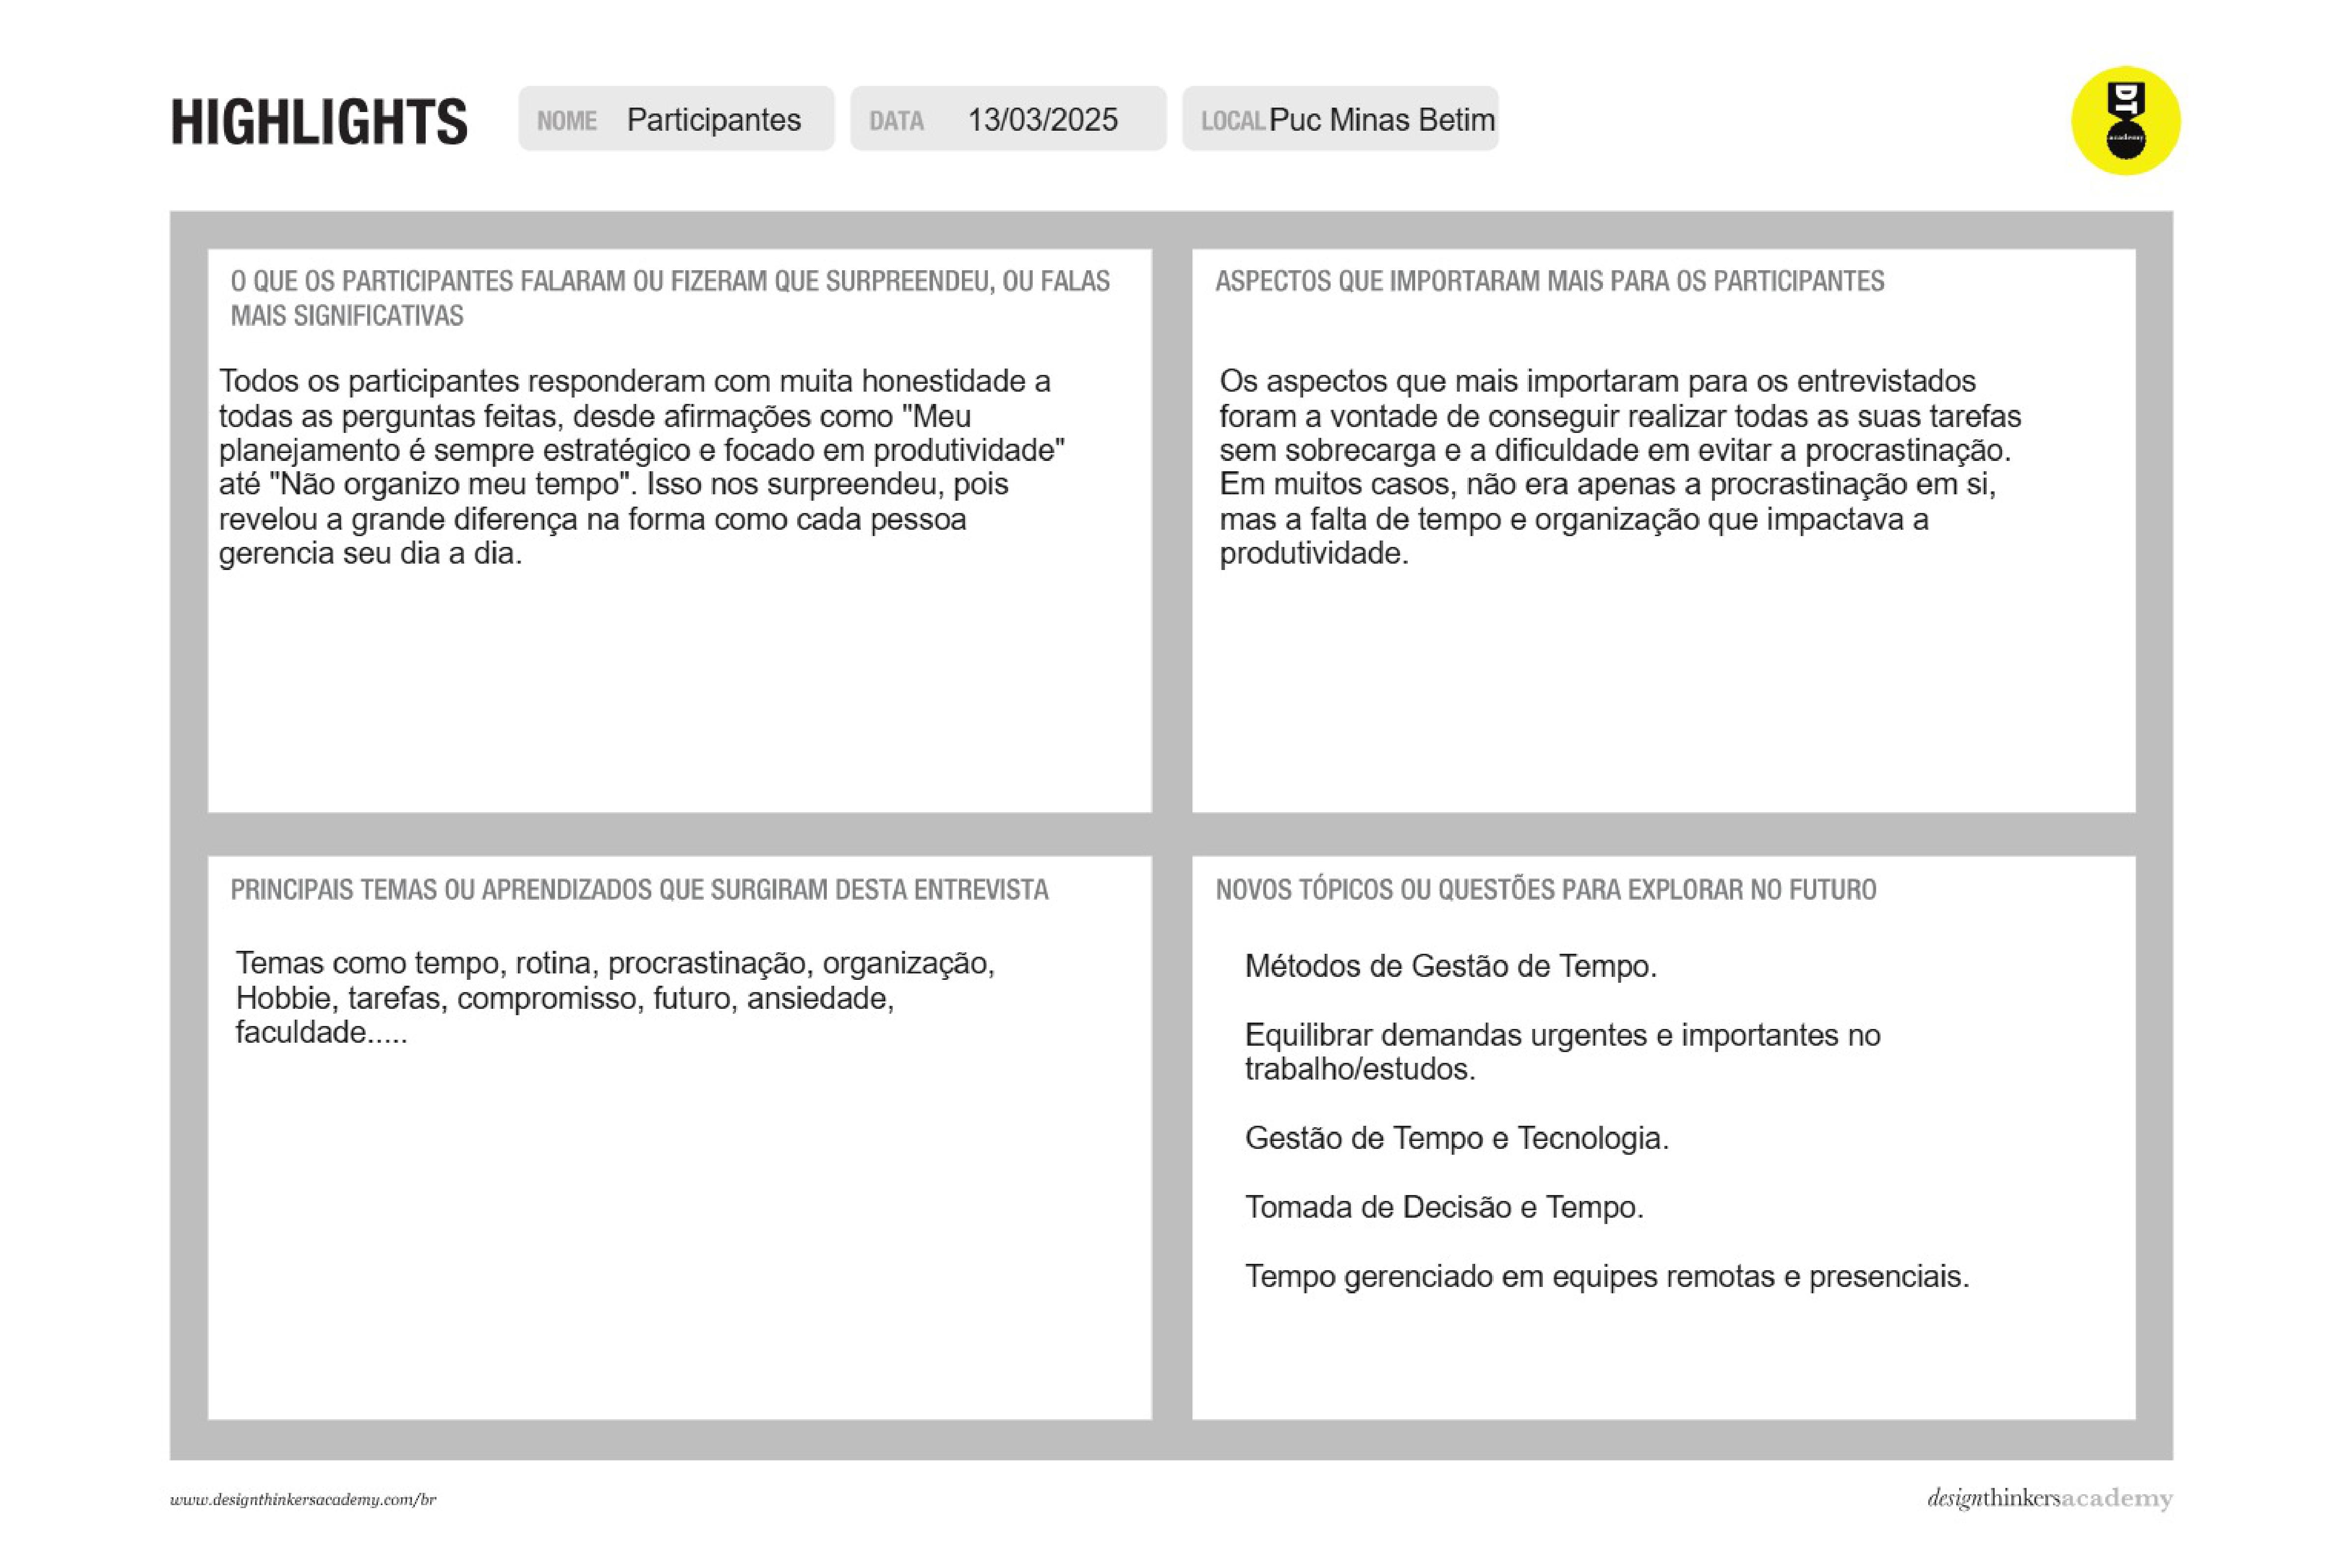 HIGHLIGHTS
NOME Participantes
DATA 13/03/2025
LOCAL Puc Minas Betim
DT
academy
O QUE OS PARTICIPANTES FALARAM OU FIZERAM QUE SURPREENDEU, OU FALAS
MAIS SIGNIFICATIVAS
Todos os participantes responderam com muita honestidade a
todas as perguntas feitas, desde afirmações como "Meu
planejamento é sempre estratégico e focado em produtividade"
até "Não organizo meu tempo". Isso nos surpreendeu, pois
revelou a grande diferença na forma como cada pessoa
gerencia seu dia a dia.
ASPECTOS QUE IMPORTARAM MAIS PARA OS PARTICIPANTES
Os aspectos que mais importaram para os entrevistados
foram a vontade de conseguir realizar todas as suas tarefas
sem sobrecarga e a dificuldade em evitar a procrastinação.
Em muitos casos, não era apenas a procrastinação em si,
mas a falta de tempo e organização que impactava a
produtividade.
PRINCIPAIS TEMAS OU APRENDIZADOS QUE SURGIRAM DESTA ENTREVISTA
Temas como tempo, rotina, procrastinação, organização,
Hobbie, tarefas, compromisso, futuro, ansiedade,
faculdade.....
NOVOS TÓPICOS OU QUESTÕES PARA EXPLORAR NO FUTURO
Métodos de Gestão de Tempo.
Equilibrar demandas urgentes e importantes no
trabalho/estudos.
Gestão de Tempo e Tecnologia.
Tomada de Decisão e Tempo.
Tempo gerenciado em equipes remotas e presenciais.
www.designthinkersacademy.com/br
designthinkersacademy